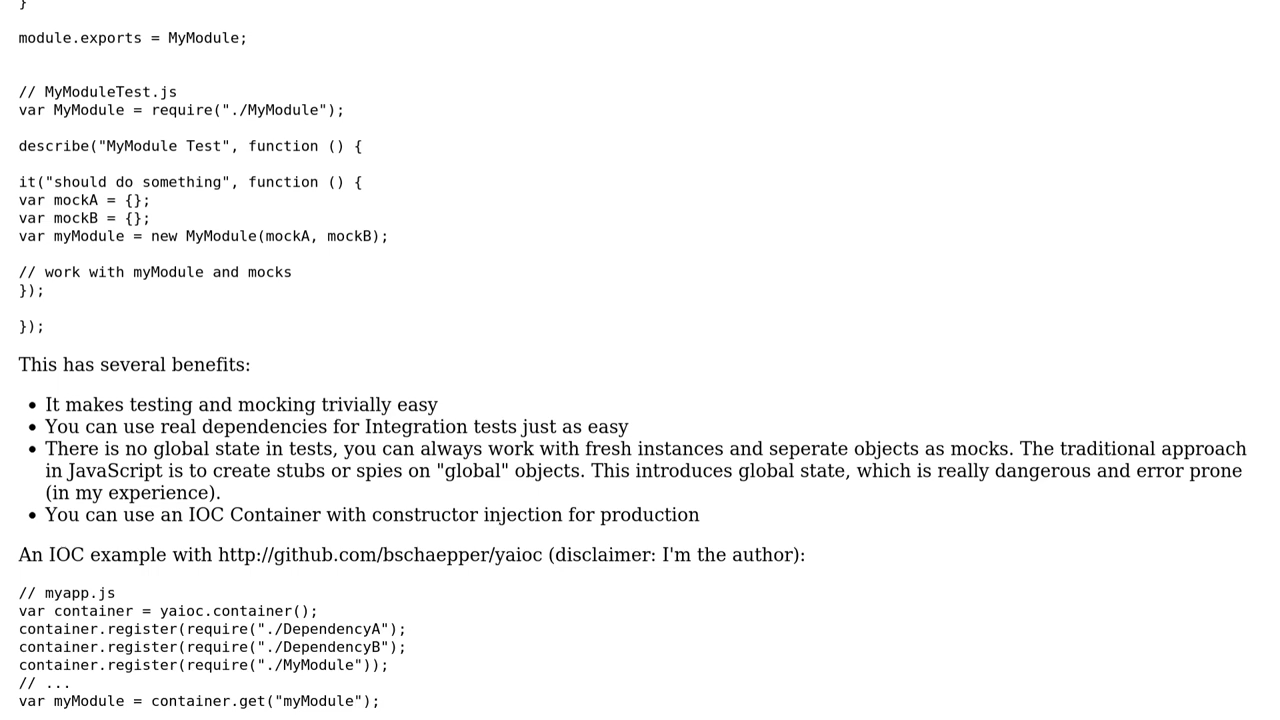 }
module.exports = MyModule;
// MyModuleTest.js
var MyModule = require("./MyModule");
describe("MyModule Test", function () {
it("should do something", function () {
var mockA = {};
var mockB = {};
var myModule = new MyModule(mockA, mockB);
// work with myModule and mocks
});
});
This has several benefits:
• It makes testing and mocking trivially easy
• You can use real dependencies for Integration tests just as easy
• There is no global state in tests, you can always work with fresh instances and seperate objects as mocks. The traditional approach
in JavaScript is to create stubs or spies on "global" objects. This introduces global state, which is really dangerous and error prone
(in my experience).
• You can use an IOC Container with constructor injection for production
An IOC example with http://github.com/bschaepper/yaioc (disclaimer: I'm the author):
// myapp.js
var container = yaioc.container();
container.register(require("./DependencyA");
container.register(require("./DependencyB");
container.register(require("./MyModule"));
// ...
var myModule = container.get("myModule");